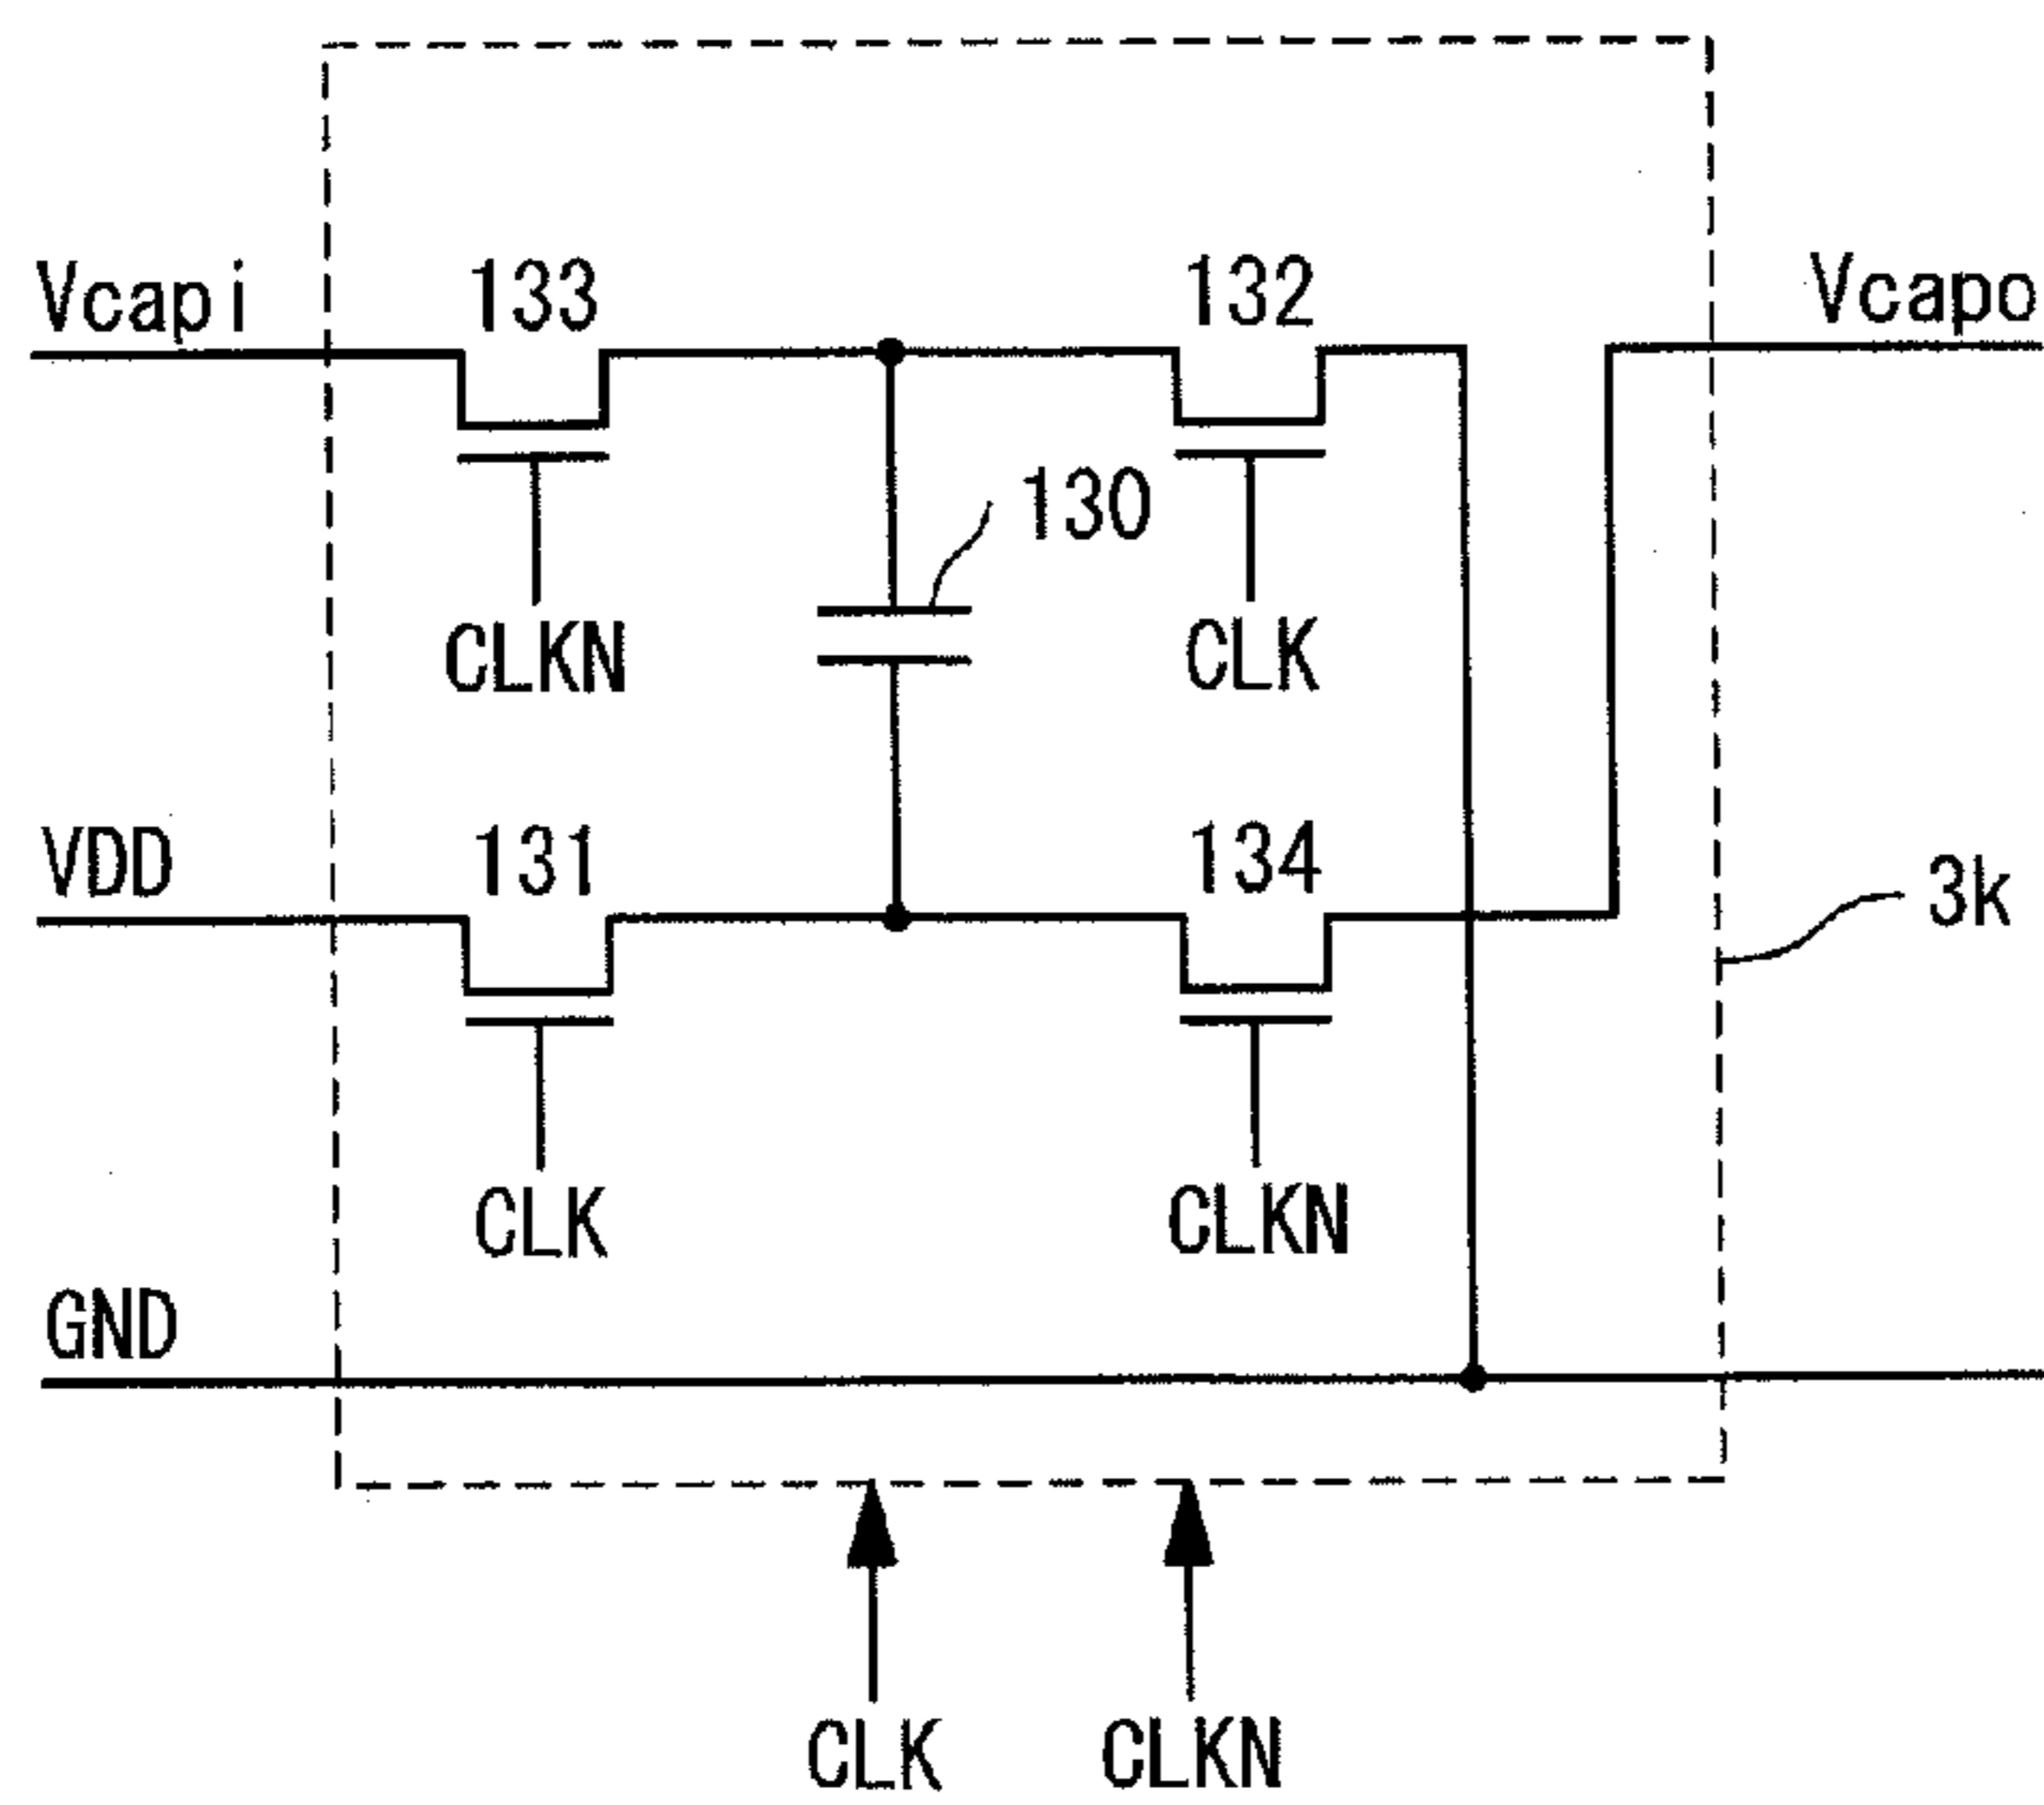 Vcapi
133
132
Vcapo
130
CLKN
CLK
VDD
131
134
3k
CLK
CLKN
GND
CLK
CLKN